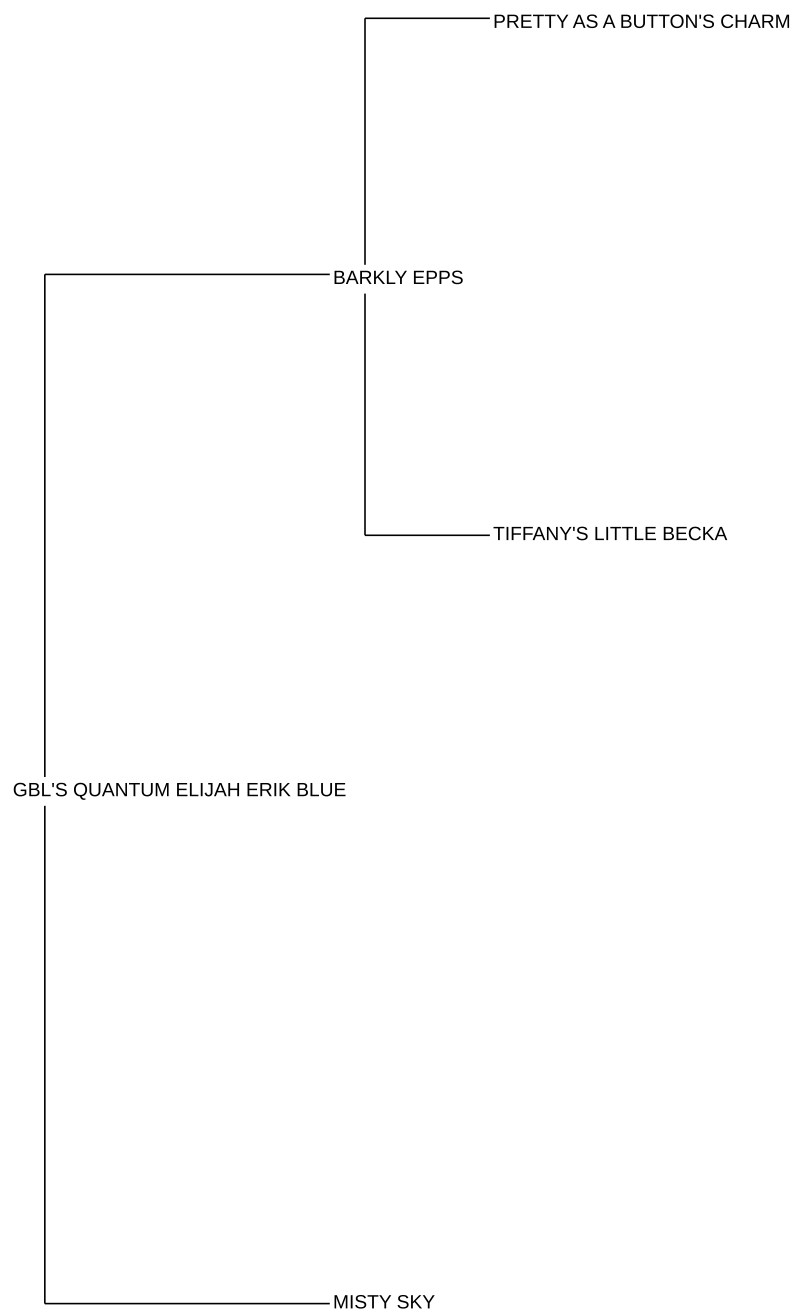 PRETTY AS A BUTTON'S CHARM
BARKLY EPPS
TIFFANY'S LITTLE BECKA
GBL'S QUANTUM ELIJAH ERIK BLUE
MISTY SKY